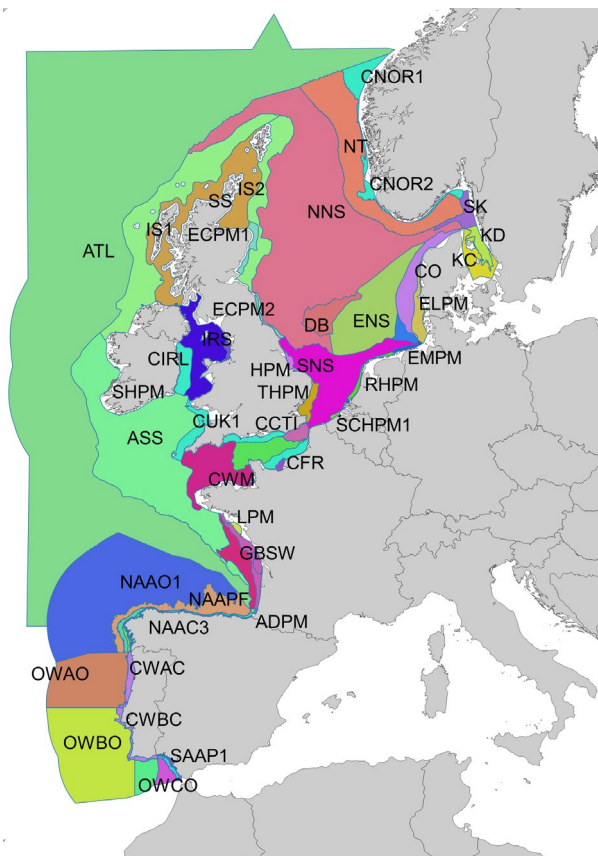 CNOR1
NT
CNOR2
IS2
SS
NNS
SK
IS1
ECPM1
KD
ATL
KC
CO
ECPM2
ELPM
DB
ENS
IRS
CIRL
HPM
SNS
EMPM
SHPM
THPM
RHPM
CUK1
CCTI
SCHPM1
ASS
CFR
CWM
LPM
GBSW
NAAO1
NAAPF
NAAC3
ADPM
OWAO
CWAC
CWBC
OWBO
SAAP1
OWCO